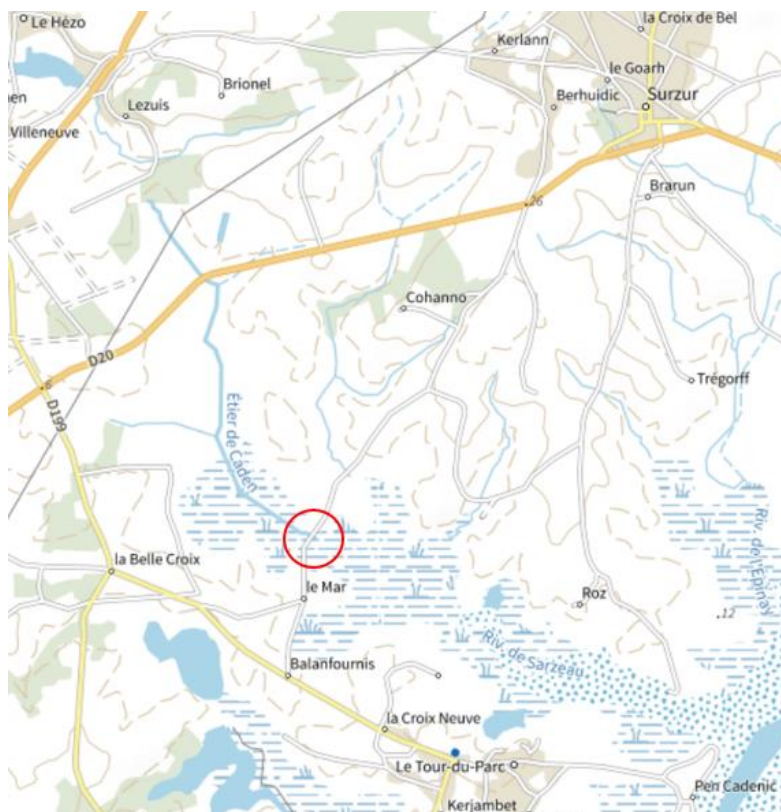 la Croix de Bel
Le Hézo
Kerlann
le Goarh
Brionel
Berhuidic
Surzur
en
Lezuis
Villeneuve
Brarun
26
Cohanno
D20
Trégorff
6
D199
Étier de Caden
la Belle Croix
Riv. de l'Epinay
le Mar
Roz
12
Riv. de Sarzeau
Balanfournis
la Croix Neuve
Le Tour-du-Parc
Pen Cadenic
Kerjambet